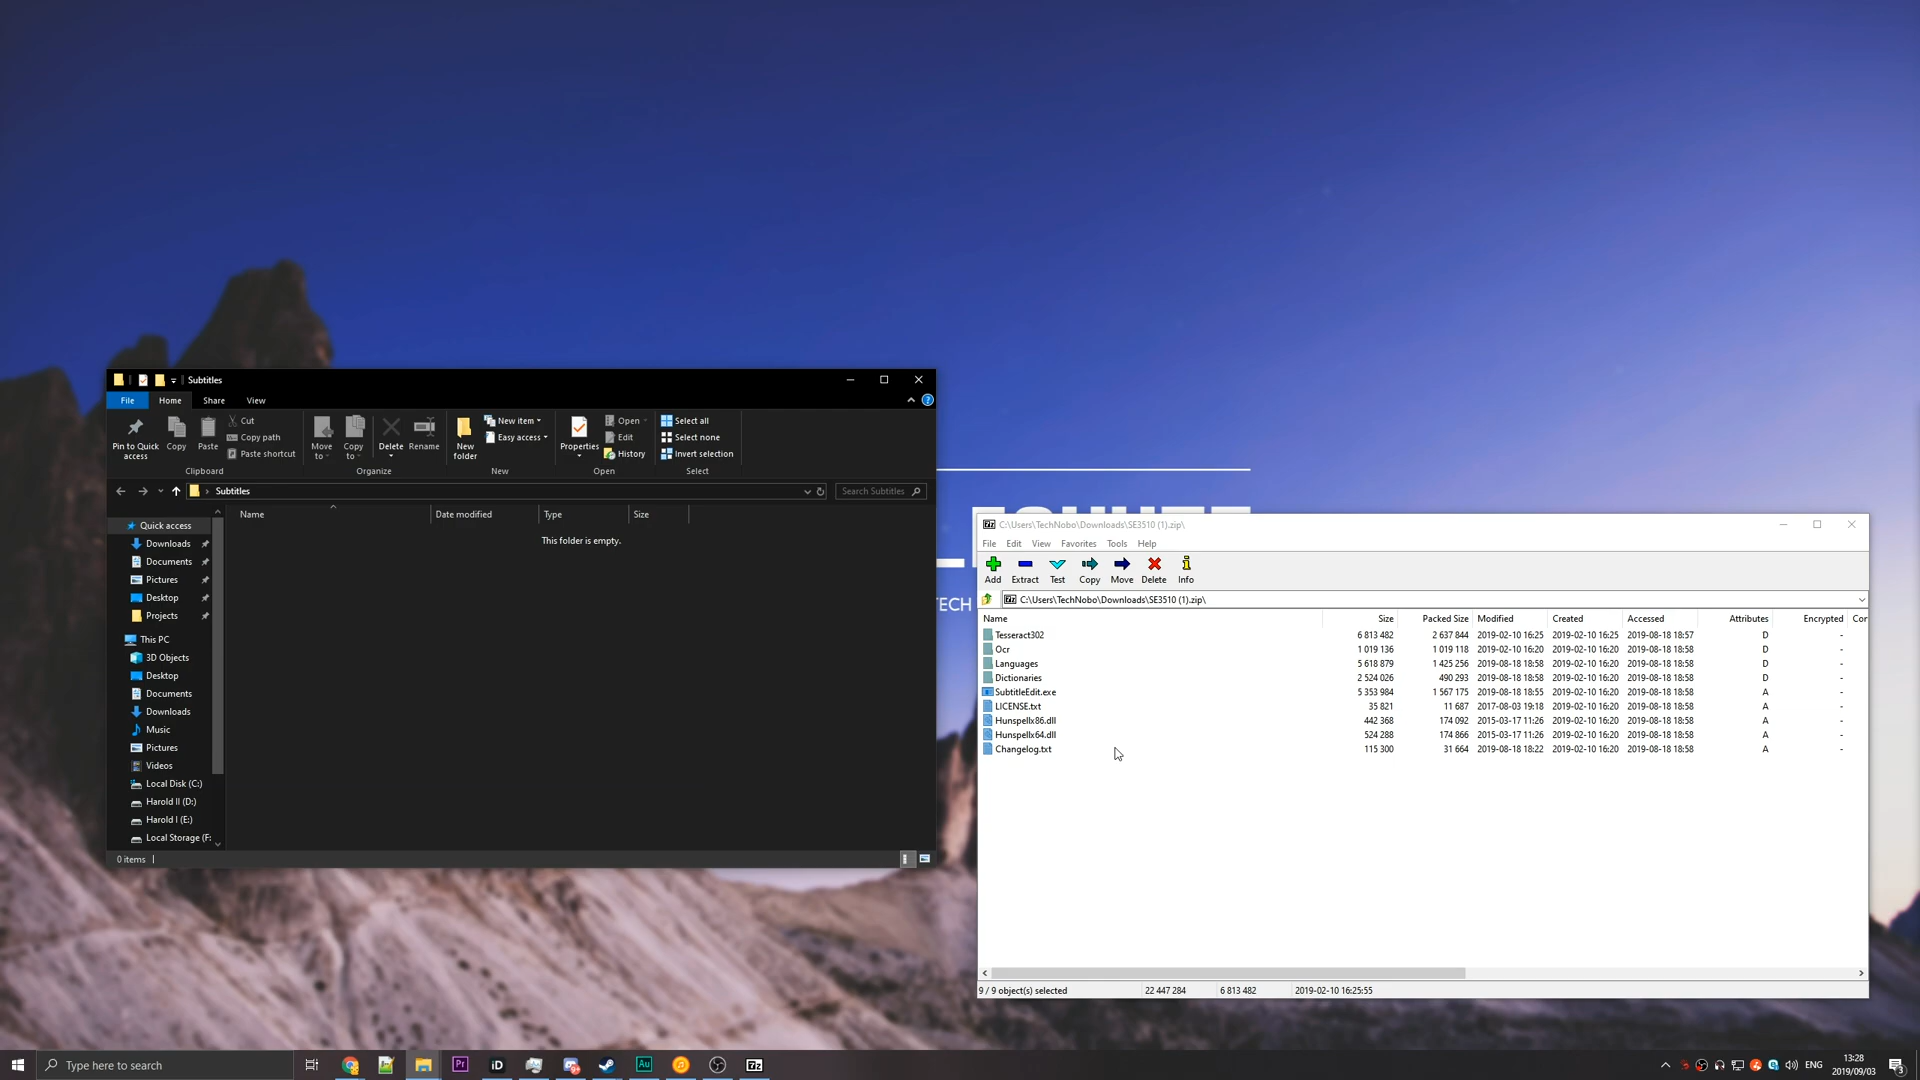 Subtitles
File Home Share View
Pin to Quick access
Copy
Paste
Cut
Copy path
Paste shortcut
Clipboard
Move to
Copy to
Delete
Rename
Organize
New folder
New item
Easy access
New
Properties
Open
Edit
History
Open
Select all
Select none
Invert selection
Select
Subtitles
Search Subtitles
Name Date modified Type Size
This folder is empty.
Quick access
Downloads
Documents
Pictures
Desktop
Projects
This PC
3D Objects
Desktop
Documents
Downloads
Music
Pictures
Videos
Local Disk (C:)
Harold II (D:)
Harold I (E:)
Local Storage (F:
0 items
TECH
C:\Users\TechNobo\Downloads\SE3510 (1).zip\
File Edit View Favorites Tools Help
Add Extract Test Copy Move Delete Info
C:\Users\TechNobo\Downloads\SE3510 (1).zip\
Name Size Packed Size Modified Created Accessed Attributes Encrypted Cor
Tesseract302 6 813 482 2 637 844 2019-02-10 16:25 2019-02-10 16:25 2019-08-18 18:57 D -
Ocr 1 019 136 1 019 118 2019-02-10 16:20 2019-02-10 16:20 2019-08-18 18:58 D -
Languages 5 618 879 1 425 256 2019-08-18 18:58 2019-02-10 16:20 2019-08-18 18:58 D -
Dictionaries 2 524 026 490 293 2019-02-10 16:20 2019-02-10 16:20 2019-08-18 18:58 D -
SubtitleEdit.exe 5 353 984 1 567 175 2019-08-18 18:55 2019-02-10 16:20 2019-08-18 18:58 A -
LICENSE.txt 35 821 11 687 2017-08-03 19:18 2019-02-10 16:20 2019-08-18 18:58 A -
Hunspellx86.dll 442 368 174 092 2015-03-17 11:26 2019-02-10 16:20 2019-08-18 18:58 A -
Hunspellx64.dll 524 288 174 866 2015-03-17 11:26 2019-02-10 16:20 2019-08-18 18:58 A -
Changelog.txt 115 300 31 664 2019-08-18 18:22 2019-02-10 16:20 2019-08-18 18:58 A -
9 / 9 object(s) selected 22 447 284 6 813 482 2019-02-10 16:25:55
Type here to search
Pr
iD
Au
7z
ENG
13:28
2019/09/03
3